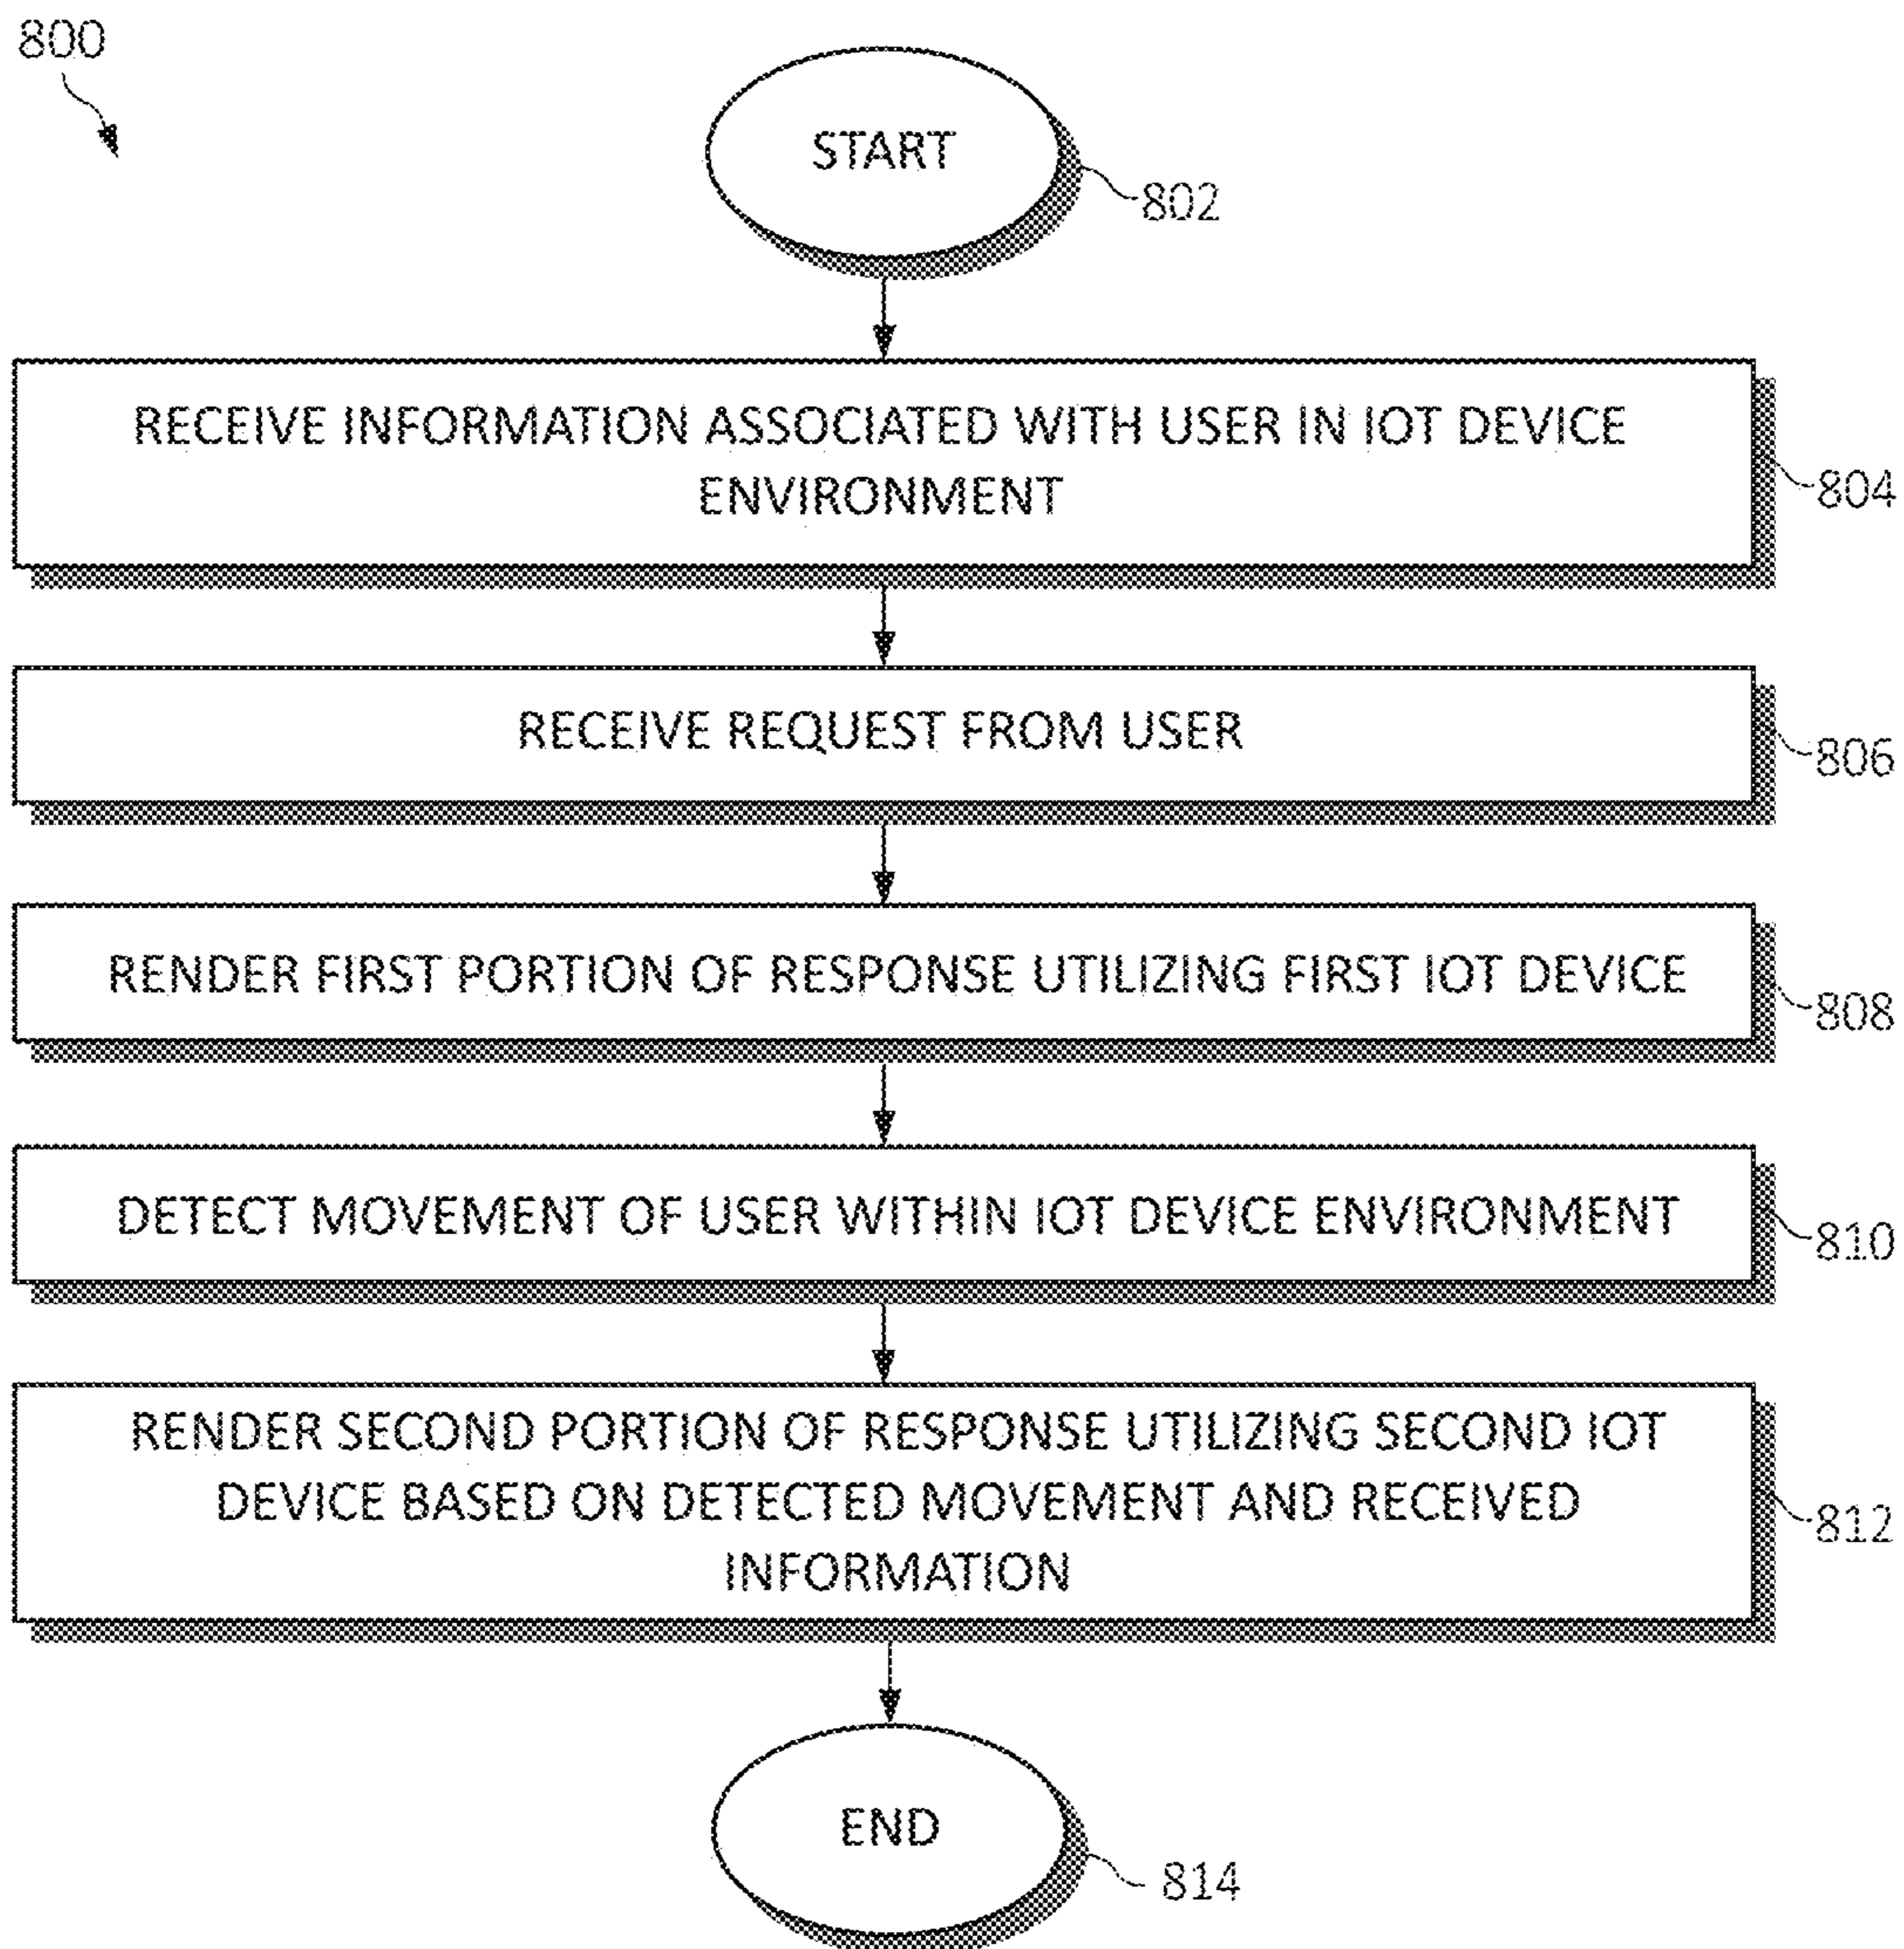 800
START
802
RECEIVE INFORMATION ASSOCIATED WITH USER IN IOT DEVICE
ENVIRONMENT
804
RECEIVE REQUEST FROM USER
806
RENDER FIRST PORTION OF RESPONSE UTILIZING FIRST IOT DEVICE
808
DETECT MOVEMENT OF USER WITHIN IOT DEVICE ENVIRONMENT
810
RENDER SECOND PORTION OF RESPONSE UTILIZING SECOND IOT
DEVICE BASED ON DETECTED MOVEMENT AND RECEIVED
INFORMATION
812
END
814